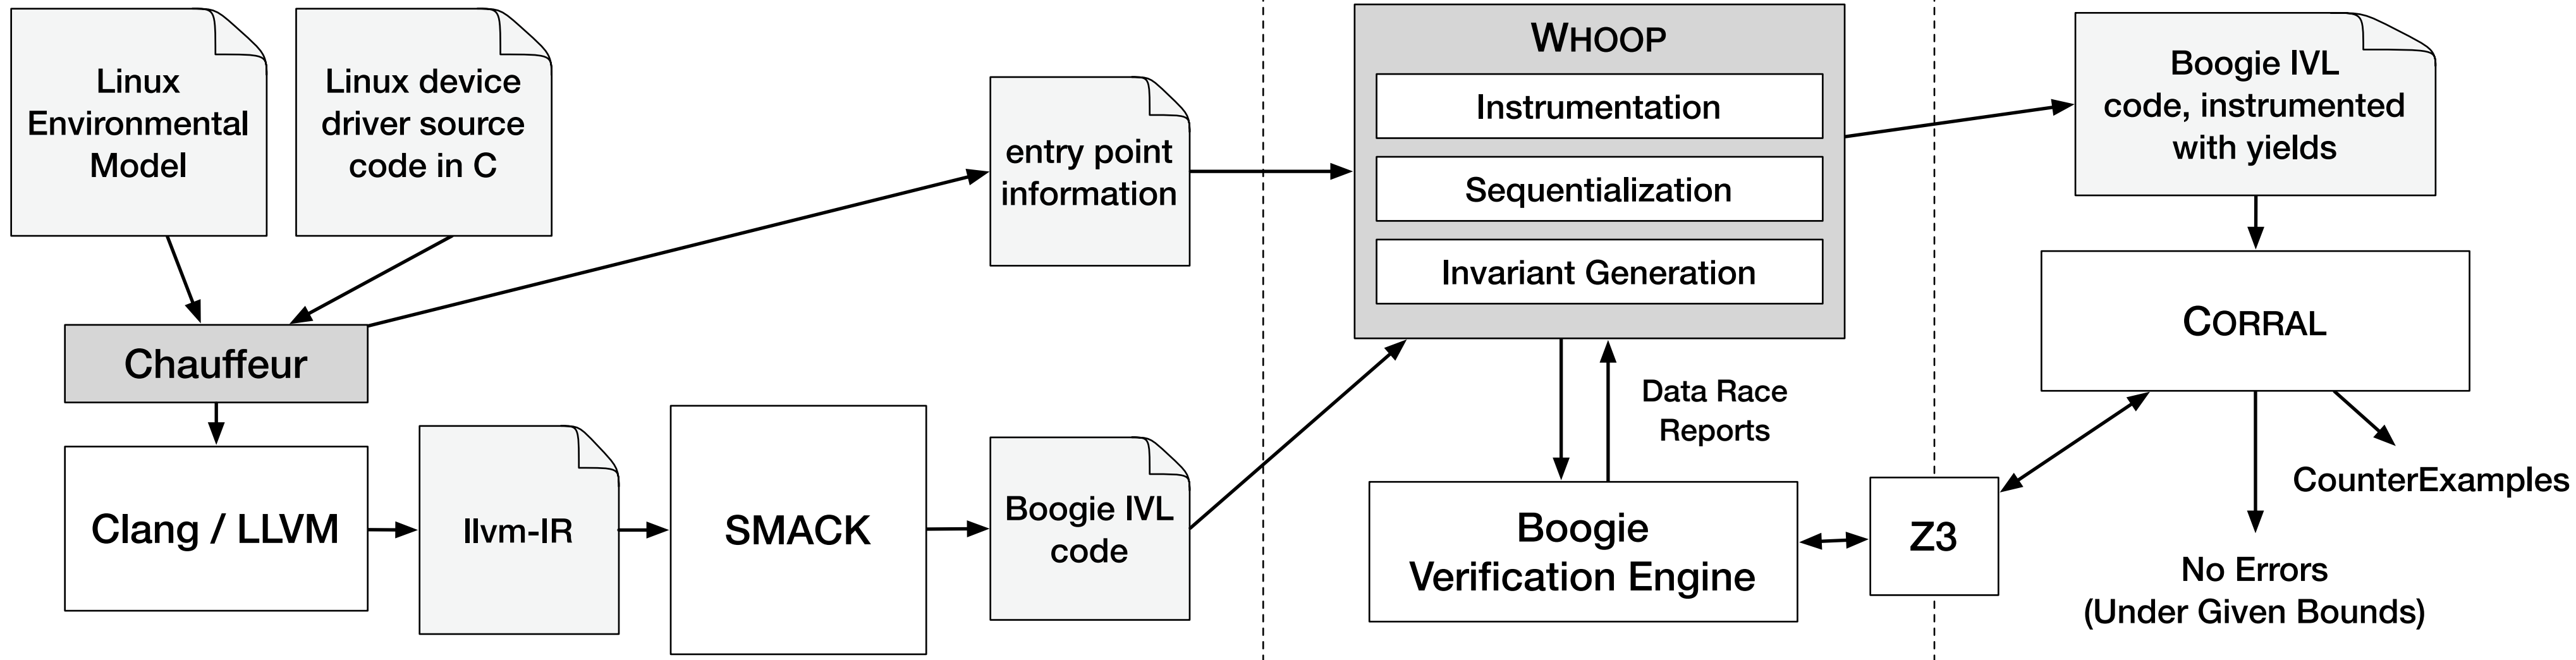 Linux
Environmental
Model
Linux device
driver source
code in C
Chauffeur
Clang / LLVM
llvm-IR
SMACK
entry point
information
Boogie IVL
code
WHOOP
Instrumentation
Sequentialization
Invariant Generation
Data Race
Reports
Boogie
Verification Engine
Z3
Boogie IVL
code, instrumented
with yields
CORRAL
CounterExamples
No Errors
(Under Given Bounds)